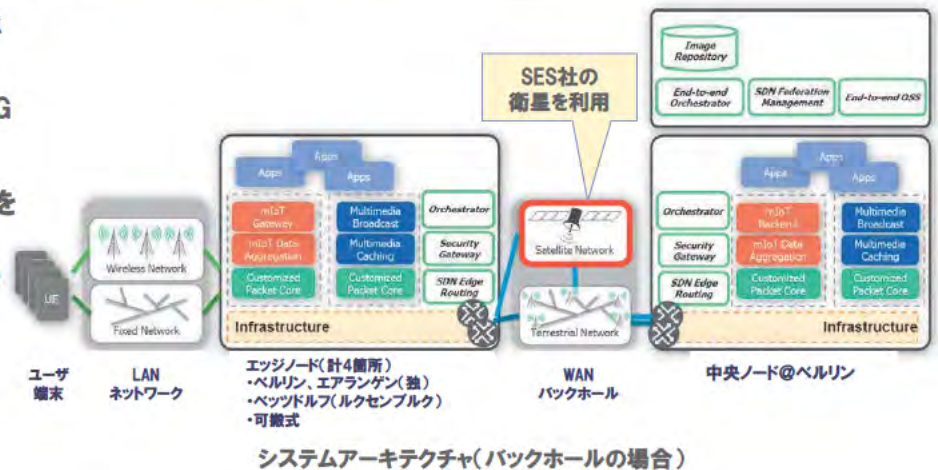 G
を
SES社の
衛星を利用
Image
Repository
End-to-end
Orchestrator
SDN Federation
Management
End-to-end OSS
UE
Wireless Network
Fixed Network
Apps
Apps
Apps
mIoT
Gateway
mIoT Data
Aggregation
Customized
Packet Core
Multimedia
Broadcast
Multimedia
Caching
Customized
Packet Core
Orchestrator
Security
Gateway
SDN Edge
Routing
Infrastructure
Satellite Network
Terrestrial Network
Apps
Apps
Apps
Orchestrator
Security
Gateway
SDN Edge
Routing
mIoT
Backend
mIoT Data
Aggregation
Customized
Packet Core
Multimedia
Broadcast
Multimedia
Caching
Customized
Packet Core
Infrastructure
ユーザ
端末
LAN
ネットワーク
エッジノード(計4箇所)
・ベルリン、エアランゲン(独)
・ベッツドルフ(ルクセンブルク)
・可搬式
WAN
バックホール
中央ノード@ベルリン
システムアーキテクチャ(バックホールの場合)